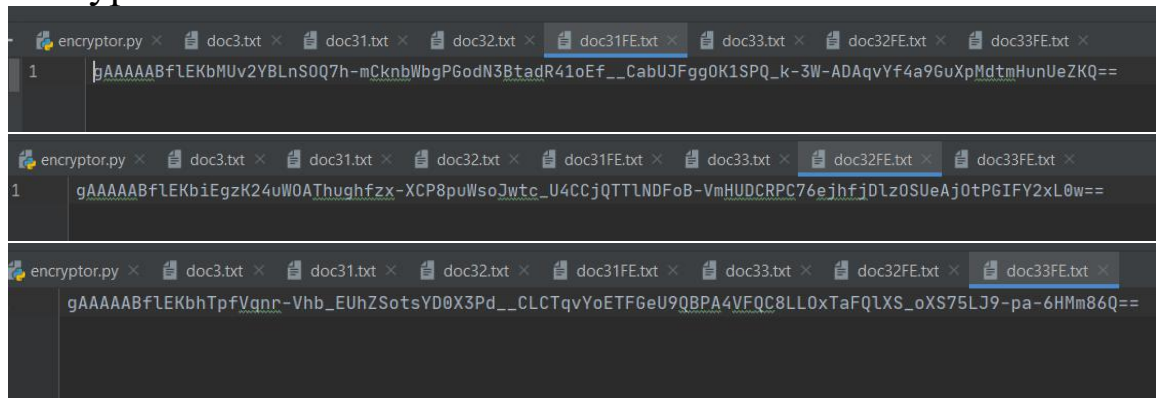 encryptor.py doc3.txt doc31.txt doc32.txt doc31FE.txt doc33.txt doc32FE.txt doc33FE.txt
1 gAAAAABflEKbMUv2YBLnSOQ7h-mCknbWbgPGodN3BtadR41oEf__CabUJFggOK1SPQ_k-3W-ADAqvYf4a9GuXpMdtmHunUeZKQ==
encryptor.py doc3.txt doc31.txt doc32.txt doc31FE.txt doc33.txt doc32FE.txt doc33FE.txt
1 gAAAAABflEKbiEgzK24uWOAThughfzx-XCP8puWsoJwtc_U4CCjQTTlNDFoB-VmHUDCRPC76ejhfjDlzOSUeAjOtPGIFY2xL0w==
encryptor.py doc3.txt doc31.txt doc32.txt doc31FE.txt doc33.txt doc32FE.txt doc33FE.txt
gAAAAABflEKbhTpfVgnr-Vhb_EUhZSotsYD0X3Pd__CLCTqvYoETFGeU9QBPA4VFQC8LLOxTaFQlXS_oXS75LJ9-pa-6HMm86Q==